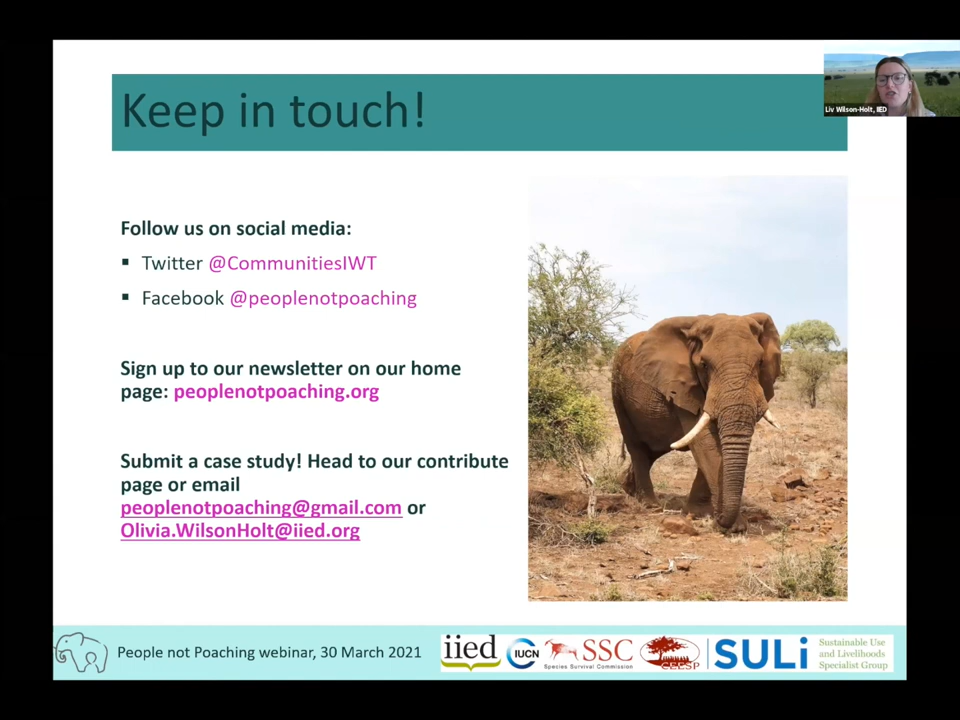 Keep in touch!
Liv Wilson-Holt, IIED
Follow us on social media:
▪ Twitter @CommunitiesIWT
▪ Facebook @peoplenotpoaching
Sign up to our newsletter on our home
page: peoplenotpoaching.org
Submit a case study! Head to our contribute
page or email
peoplenotpoaching@gmail.com or
Olivia.WilsonHolt@iied.org
People not Poaching webinar, 30 March 2021
iied
IUCN
SSC
Species Survival Commission
CEESP
SULi
Sustainable Use
and Livelihoods
Specialist Group